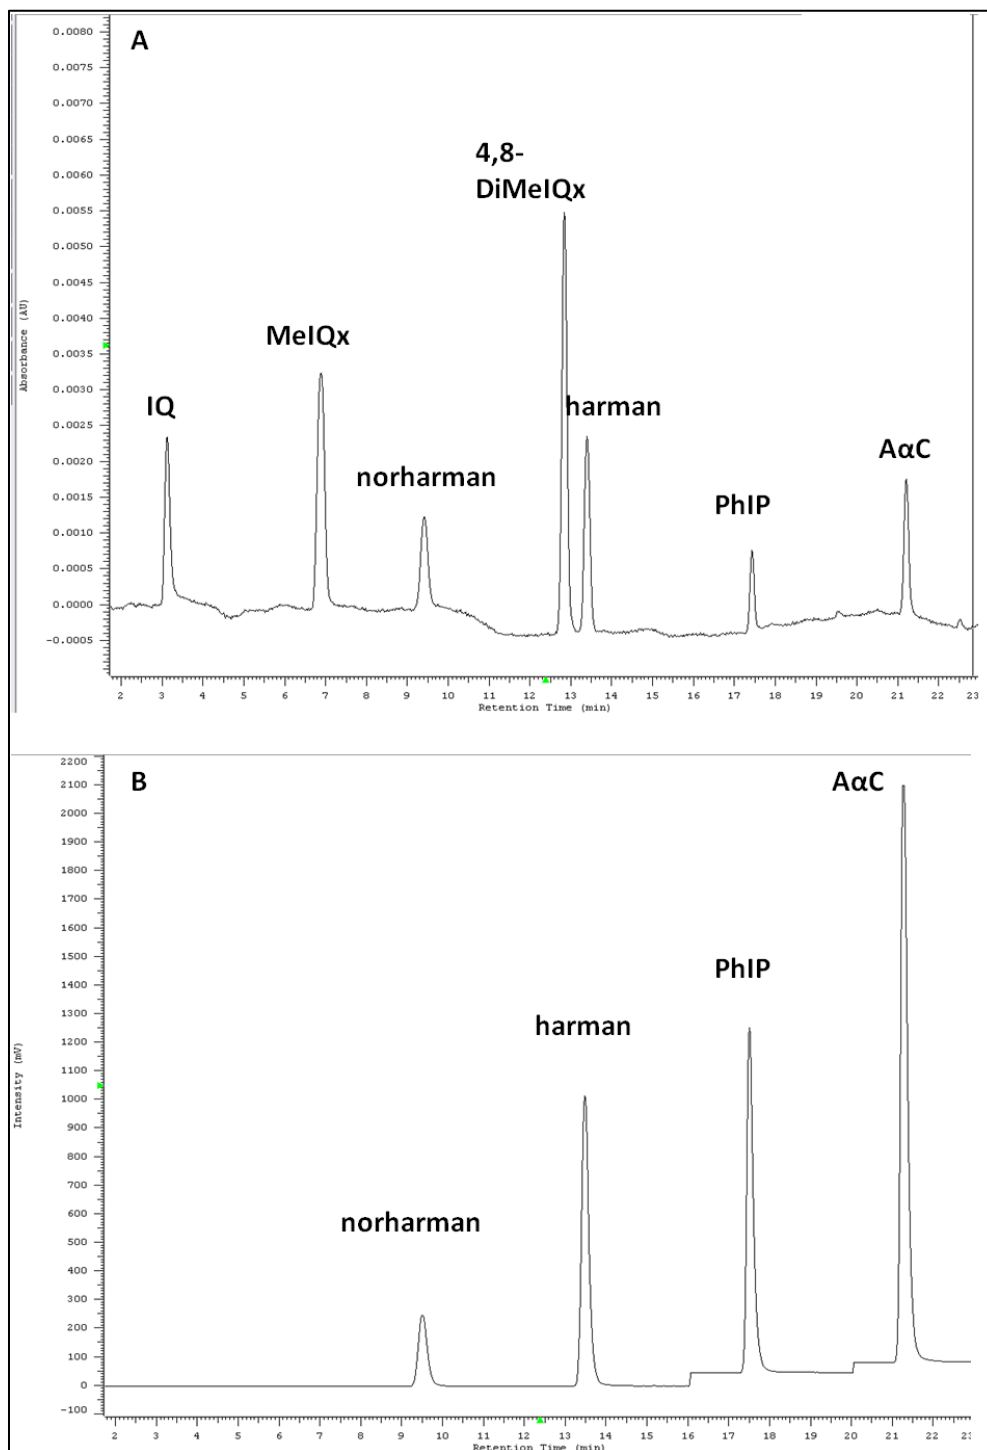 A
0.0080
0.0075
0.0070
0.0065
0.0060
0.0055
0.0050
0.0045
0.0040
0.0035
0.0030
0.0025
0.0020
0.0015
0.0010
0.0005
0.0000
-0.0005
Absorbance (AU)
IQ
MeIQx
norharman
4,8-
DiMeIQx
harman
PhIP
AαC
2 3 4 5 6 7 8 9 10 11 12 13 14 15 16 17 18 19 20 21 22 23
Retention Time (min)
B
2200
2100
2000
1900
1800
1700
1600
1500
1400
1300
1200
1100
1000
900
800
700
600
500
400
300
200
100
0
-100
Intensity (mV)
norharman
harman
PhIP
AαC
2 3 4 5 6 7 8 9 10 11 12 13 14 15 16 17 18 19 20 21 22 23
Retention Time (min)